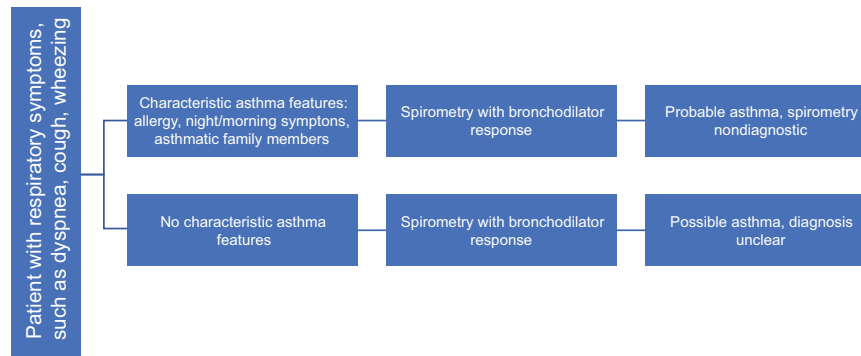 Patient with respiratory symptoms,
such as dyspnea, cough, wheezing
Characteristic asthma features:
allergy, night/morning symptons,
asthmatic family members
Spirometry with bronchodilator
response
Probable asthma, spirometry
nondiagnostic
No characteristic asthma
features
Spirometry with bronchodilator
response
Possible asthma, diagnosis
unclear